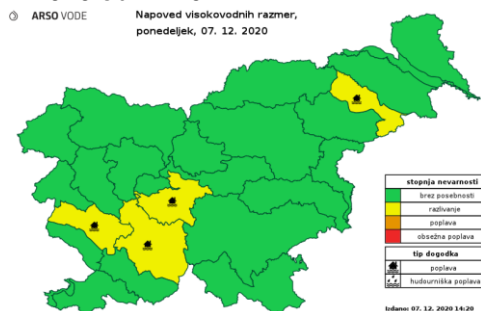 ARSO VODE
Napoved visokovodnih razmer,
ponedeljek, 07. 12. 2020
stopnja nevarnosti
brez posebnosti
razlivanje
poplava
obsežna poplava
tip dogodka
poplava
hudourniška poplava
Izdano: 07. 12. 2020 14:20